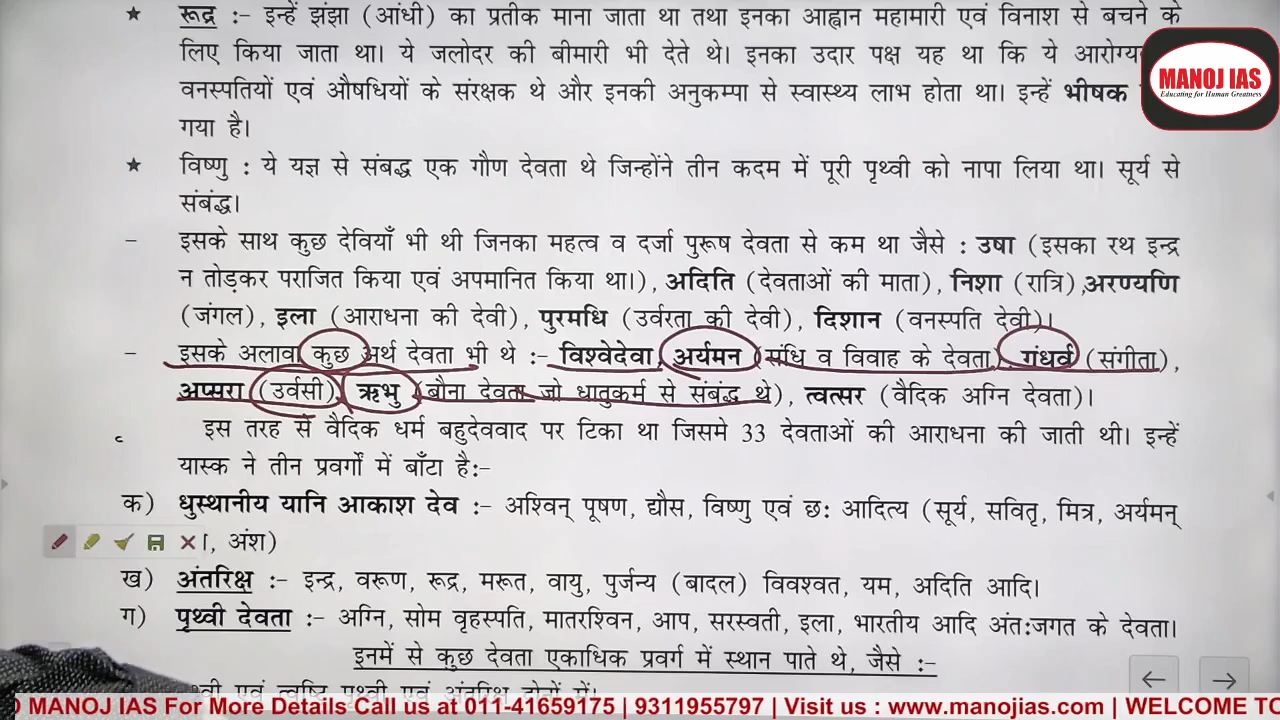 ★ रूद्र :- इन्हें झंझा (आंधी) का प्रतीक माना जाता था तथा इनका आह्वान महामारी एवं विनाश से बचने के
लिए किया जाता था। ये जलोदर की बीमारी भी देते थे। इनका उदार पक्ष यह था कि ये
वनस्पतियों एवं औषधियों के संरक्षक थे और इनकी अनुकम्पा से स्वास्थ्य लाभ होता था। इन्हें भीषक
गया है।
MANOJ IAS
Educating for Human Greatness
★ विष्णु : ये यज्ञ से संबद्ध एक गौण देवता थे जिन्होंने तीन कदम में पूरी पृथ्वी को नापा लिया था। सूर्य से
संबंद्ध।
– इसके साथ कुछ देवियाँ भी थी जिनका महत्व व दर्जा पुरूष देवता से कम था जैसे : उषा (इसका रथ इन्द्र
न तोड़कर पराजित किया एवं अपमानित किया था।), अदिति (देवताओं की माता), निशा (रात्रि),अरण्यणि
(जंगल), इला (आराधना की देवी), पुरमधि (उर्वरता की देवी), दिशान (वनस्पति देवी)।
– इसके अलावा कुछ अर्थ देवता भी थे :- विश्वेदेवा, अर्यमन (संधि व विवाह के देवता), गंधर्व (संगीता),
अप्सरा (उर्वसी), ऋभु (बौना देवता जो धातुकर्म से संबंद्ध थे), त्वत्सर (वैदिक अग्नि देवता)।
इस तरह से वैदिक धर्म बहुदेववाद पर टिका था जिसमे 33 देवताओं की आराधना की जाती थी। इन्हें
यास्क ने तीन प्रवर्गों में बाँटा है:-
क) धुस्थानीय यानि आकाश देव :- अश्विन् पूषण, द्यौस, विष्णु एवं छः आदित्य (सूर्य, सवितृ, मित्र, अर्यमन्
अंश)
ख) अंतरिक्ष :- इन्द्र, वरूण, रूद्र, मरूत, वायु, पुर्जन्य (बादल) विवश्वत, यम, अदिति आदि।
ग) पृथ्वी देवता :- अग्नि, सोम वृहस्पति, मातरश्विन, आप, सरस्वती, इला, भारतीय आदि अंत:जगत के देवता।
इनमें से कुछ देवता एकाधिक प्रवर्ग में स्थान पाते थे, जैसे :-
एवं पृथ्वी एवं अंतरिक्ष दोनों में।
MANOJ IAS For More Details Call us at 011-41659175 | 9311955797 | Visit us : www.manojias.com | WELCOME TO